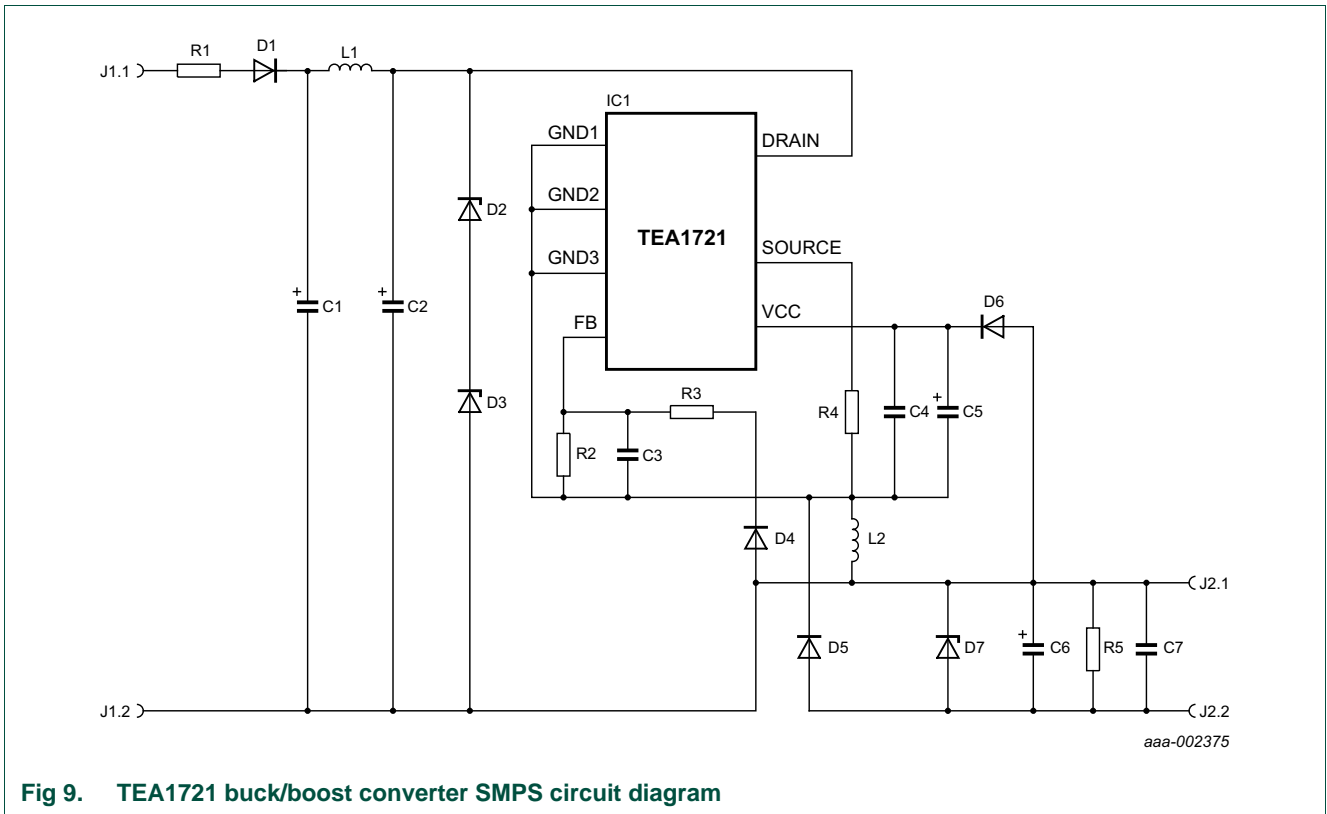 R1
D1
L1
J1.1
IC1
GND1
DRAIN
GND2
D2
TEA1721
GND3
SOURCE
+
C1
+
C2
FB
VCC
D6
D3
R3
R4
C4
+
C5
R2
C3
D4
L2
J2.1
D5
D7
+
C6
R5
C7
J1.2
J2.2
aaa-002375
Fig 9. TEA1721 buck/boost converter SMPS circuit diagram